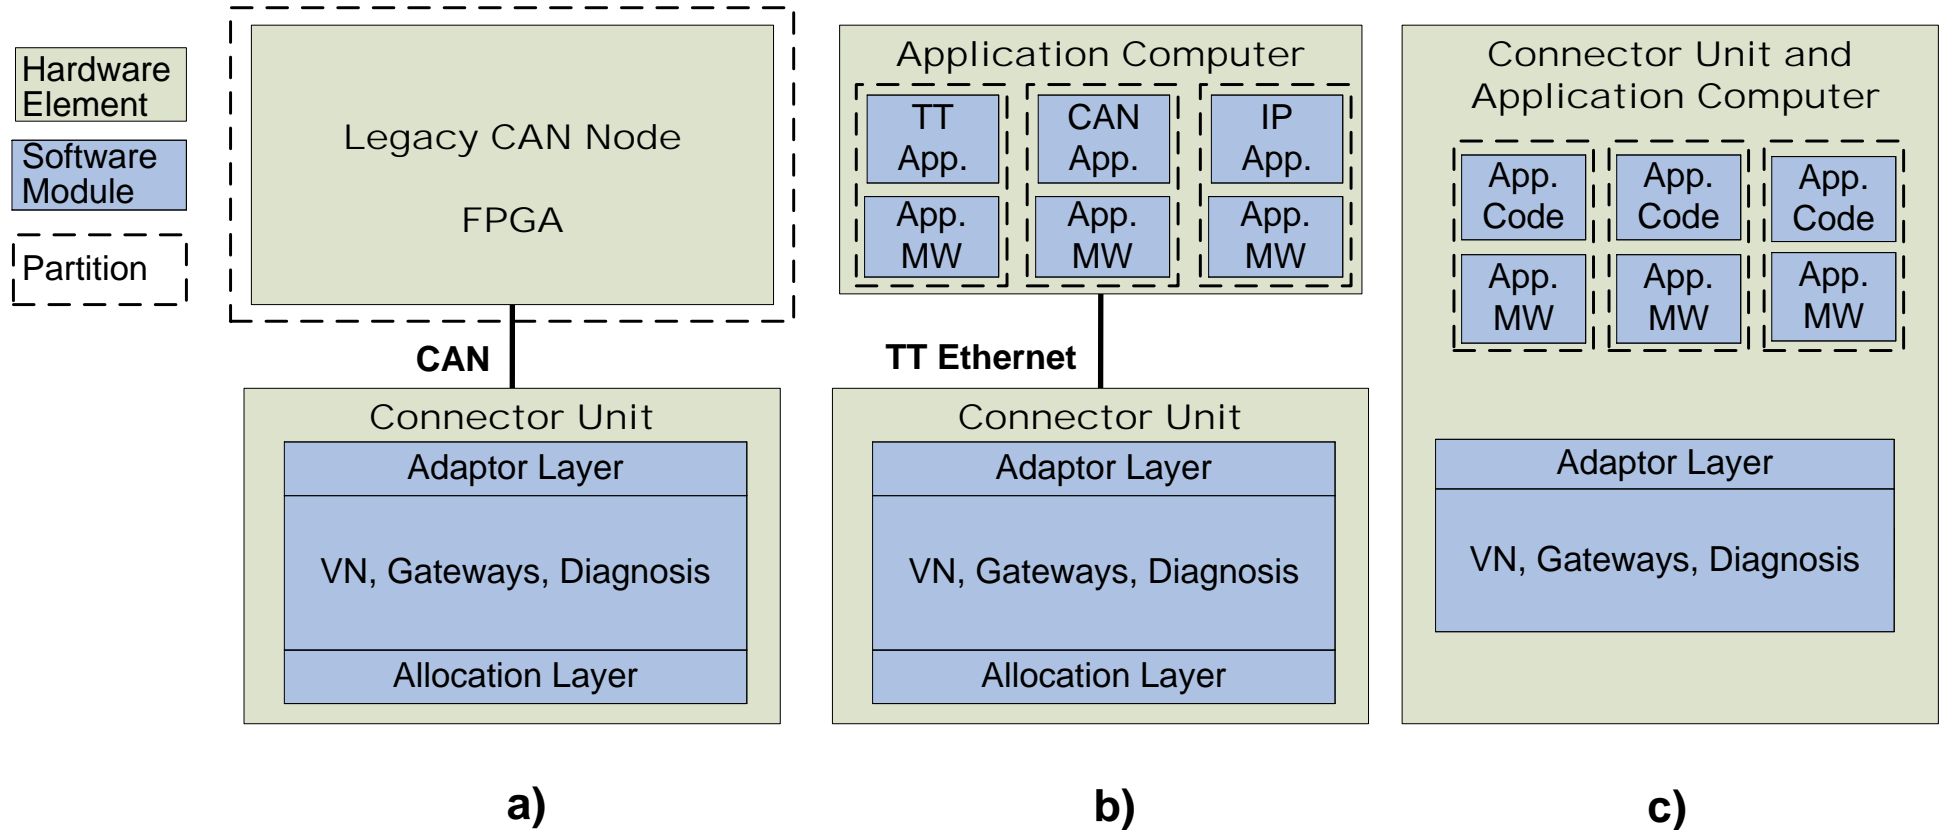 Hardware
Element
Software
Module
Partition
Legacy CAN Node
FPGA
CAN
Connector Unit
Adaptor Layer
VN, Gateways, Diagnosis
Allocation Layer
a)
Application Computer
TT
App.
CAN
App.
IP
App.
App.
MW
App.
MW
App.
MW
TT Ethernet
Connector Unit
Adaptor Layer
VN, Gateways, Diagnosis
Allocation Layer
b)
Connector Unit and
Application Computer
App.
Code
App.
Code
App.
Code
App.
MW
App.
MW
App.
MW
Adaptor Layer
VN, Gateways, Diagnosis
c)